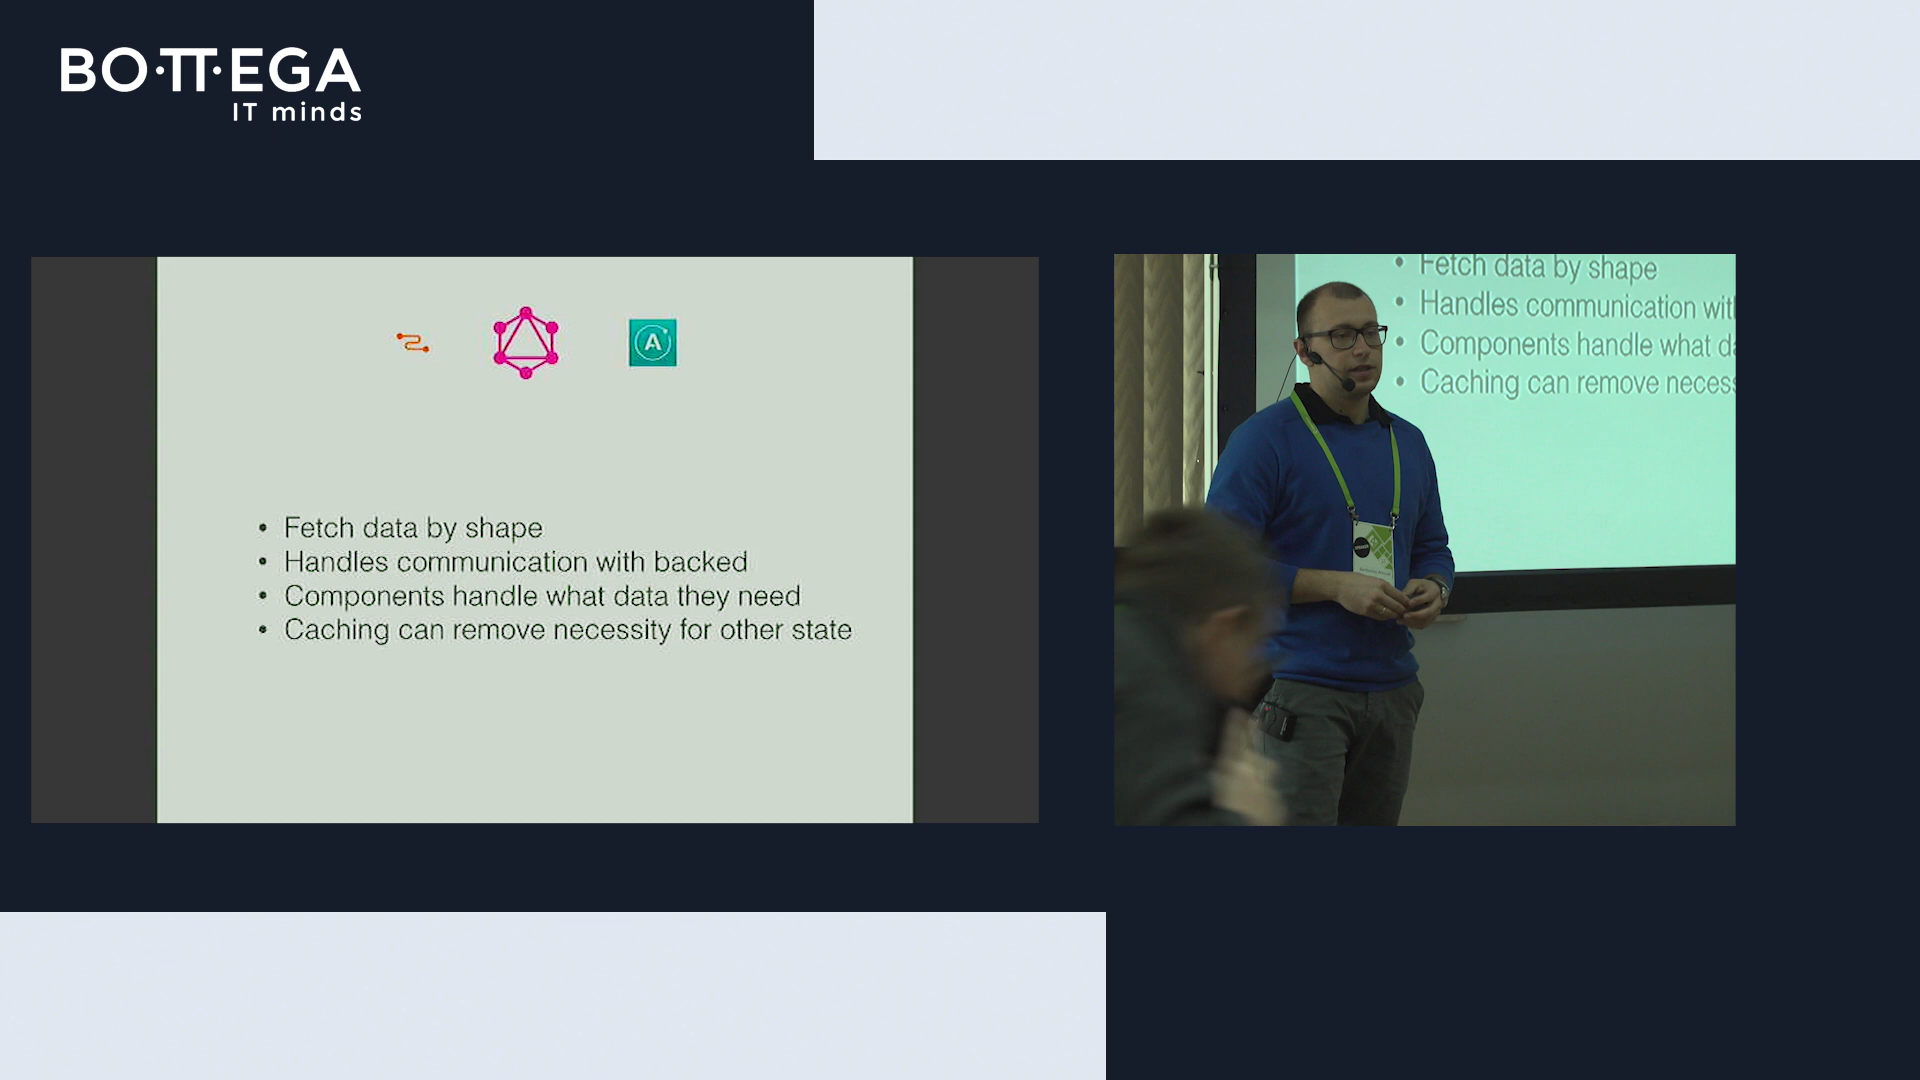 BO·TT·EGA
IT minds
A
• Fetch data by shape
• Handles communication with backed
• Components handle what data they need
• Caching can remove necessity for other state
• Fetch data by shape
• Handles communication wit
• Components handle what d
• Caching can remove necess